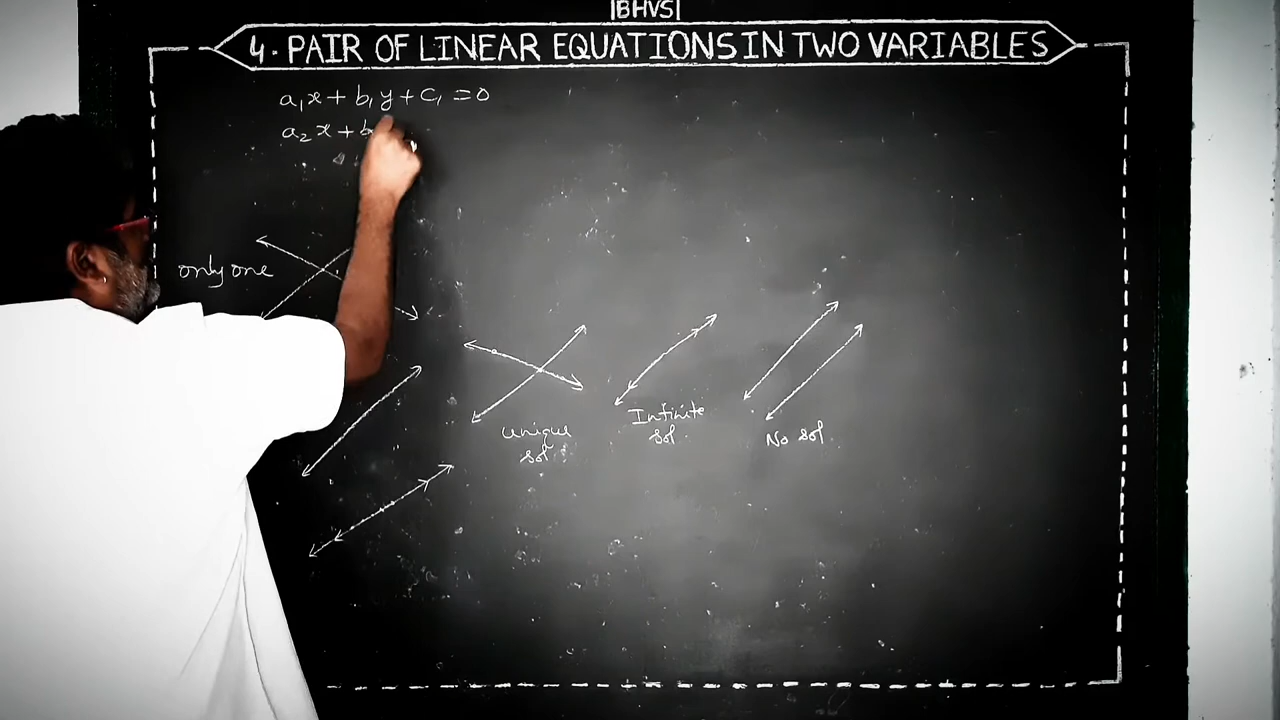 BHVS
4. PAIR OF LINEAR EQUATIONS IN TWO VARIABLES
a₁x + b₁y + c₁ = 0
a₂x + b
only one
unique
sol
Infinite
sol.
No sol.